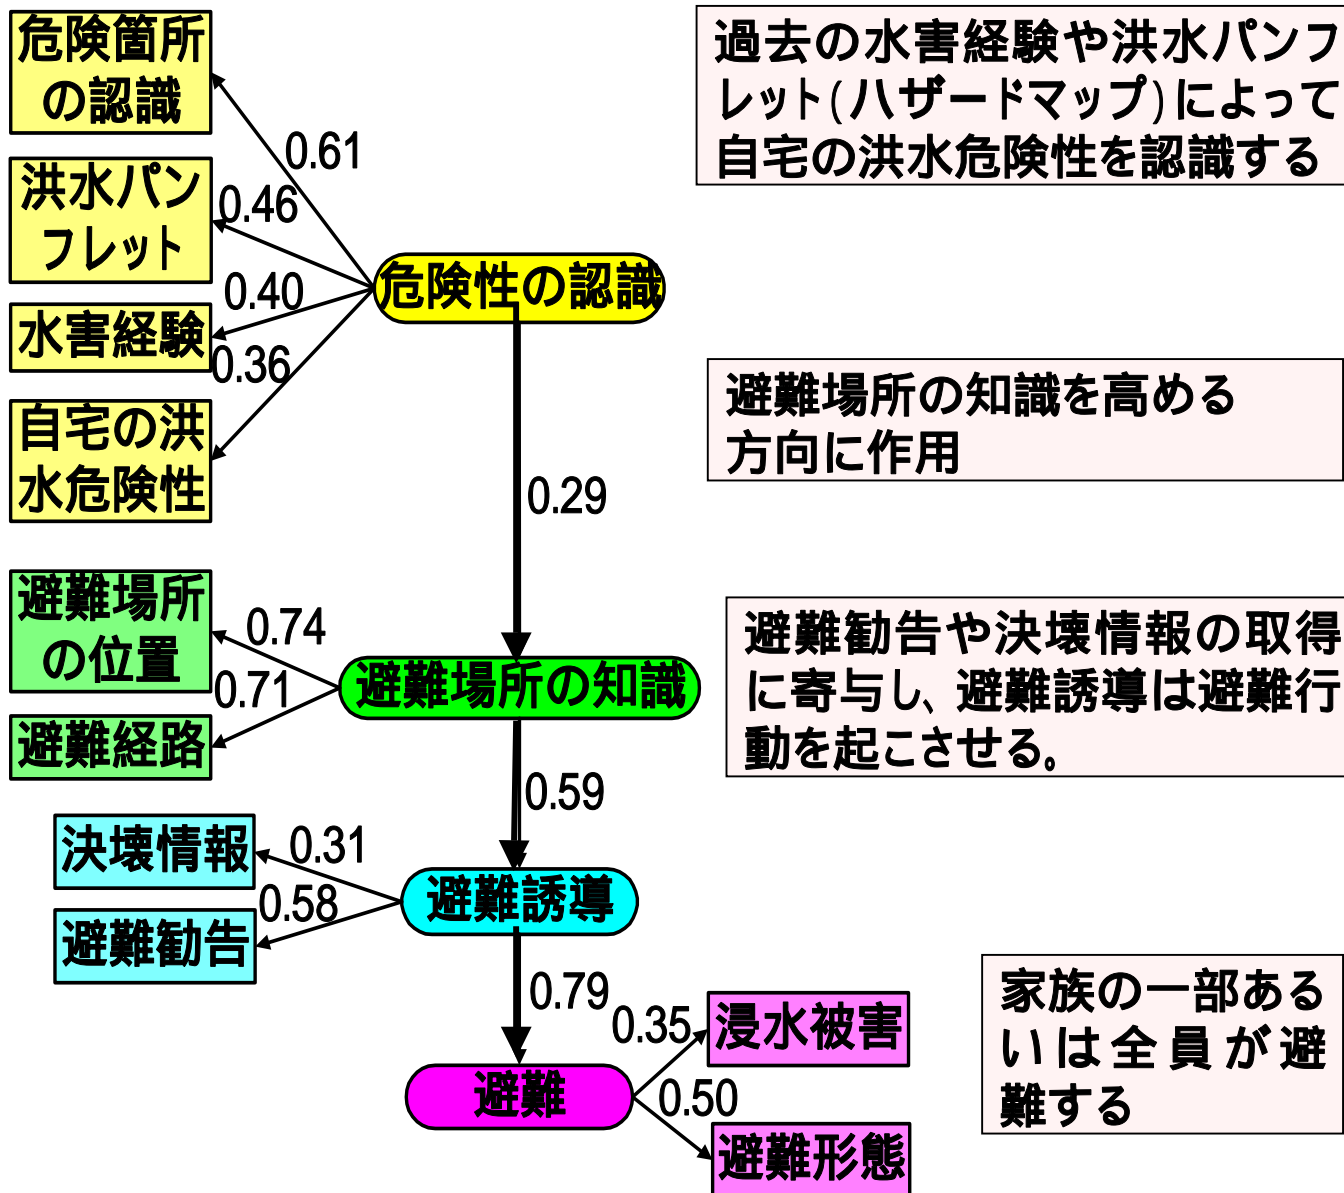 危険箇所
の認識
過去の水害経験や洪水パンフ
レット(ハザードマップ)によって
自宅の洪水危険性を認識する
0.61
洪水パン
フレット
0.46
危険性の認識
0.40
水害経験
0.36
自宅の洪
水危険性
避難場所の知識を高める
方向に作用
0.29
避難場所
の位置
0.74
避難勧告や決壊情報の取得
に寄与し、避難誘導は避難行
動を起こさせる。
避難場所の知識
0.71
避難経路
0.59
決壊情報
0.31
避難誘導
0.58
避難勧告
0.79
0.35
浸水被害
家族の一部ある
いは全員が避
難する
避難
0.50
避難形態